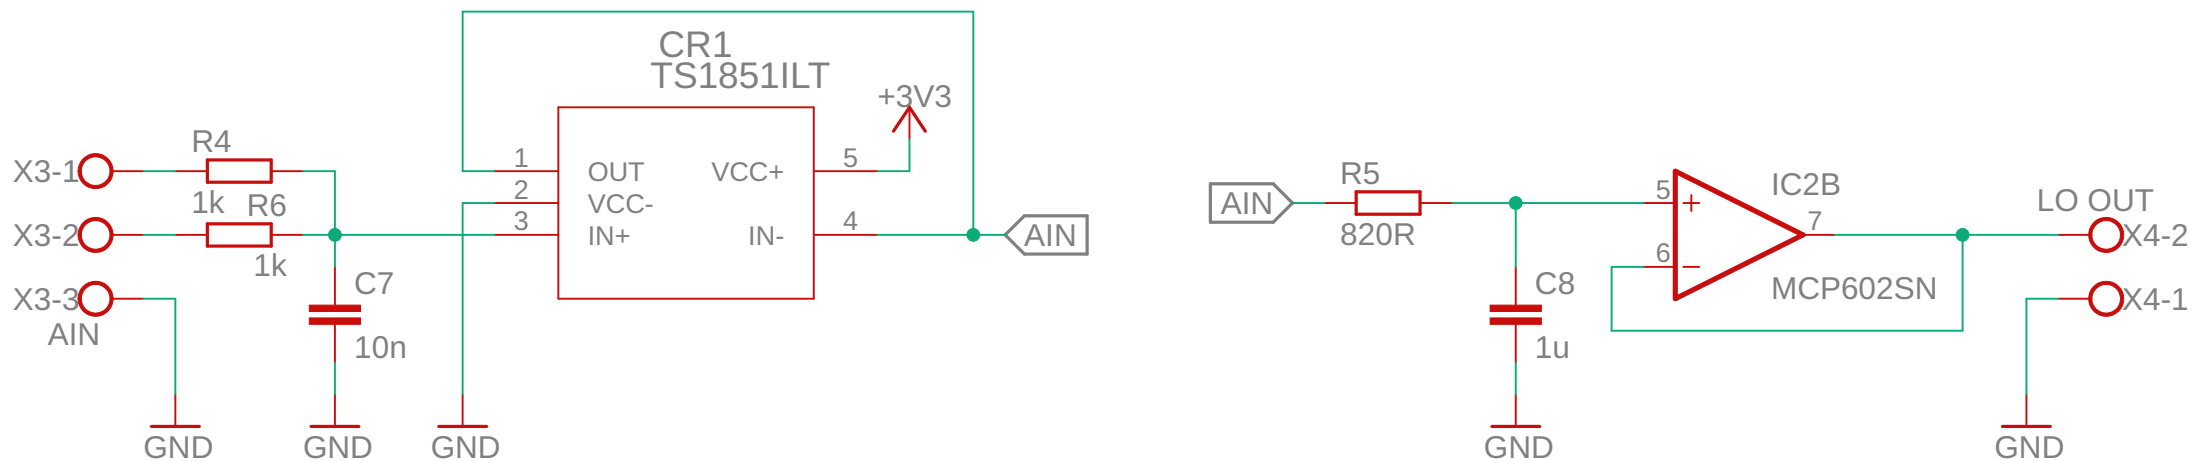 CR1
TS1851ILT
+3V3
R4
X3-1
1k
R6
X3-2
1k
X3-3
AIN
C7
10n
1
OUT
2
VCC-
3
IN+
VCC+
5
IN-
4
AIN
GND
GND
GND
AIN
R5
820R
C8
1u
GND
5
6
7
IC2B
MCP602SN
LO OUT
X4-2
X4-1
GND